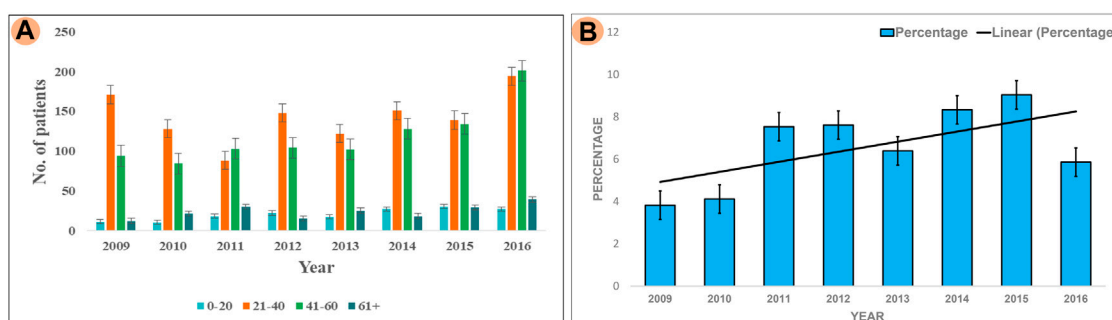 A
250
200
150
100
50
0
No. of patients
2009 2010 2011 2012 2013 2014 2015 2016
Year
0-20 21-40 41-60 61+
B
Percentage Linear (Percentage
12
10
8
6
4
2
0
PERCENTAGE
2009 2010 2011 2012 2013 2014 2015 2016
YEAR